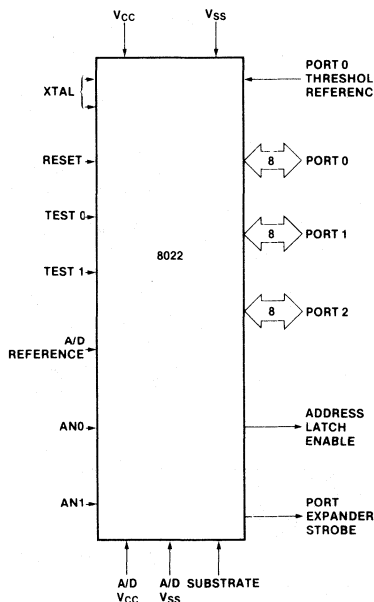 VCC VSS
XTAL
PORT 0
THRESHOL
REFERENC
RESET
8 PORT 0
TEST 0
8 PORT 1
TEST 1
8022
8 PORT 2
A/D
REFERENCE
AN0
ADDRESS
LATCH
ENABLE
AN1
PORT
EXPANDER
STROBE
A/D
VCC
A/D
VSS
SUBSTRATE